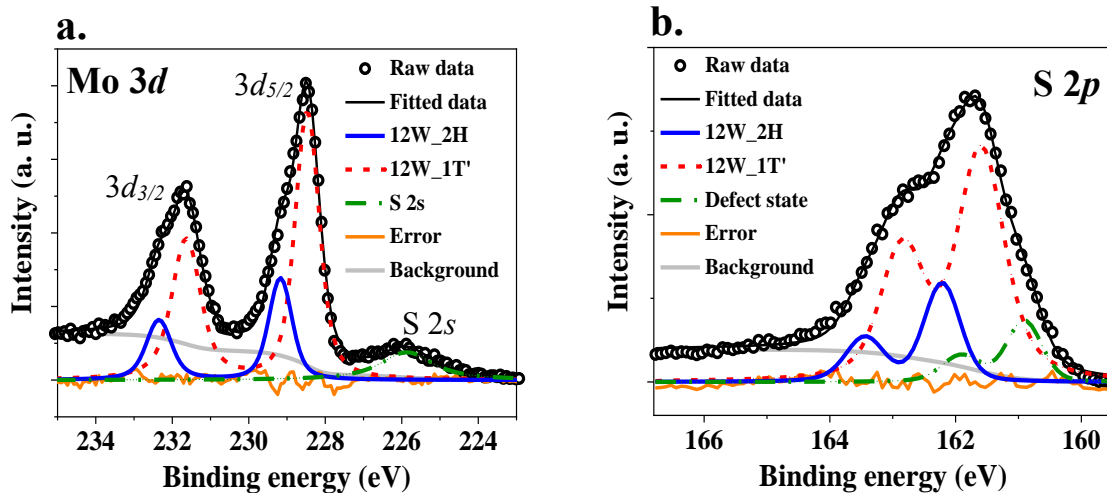 a.
Mo 3d
3d5/2
3d3/2
S 2s
Raw data
Fitted data
12W_2H
12W_1T'
S 2s
Error
Background
Intensity (a. u.)
234 232 230 228 226 224
Binding energy (eV)
b.
S 2p
Raw data
Fitted data
12W_2H
12W_1T'
Defect state
Error
Background
Intensity (a. u.)
166 164 162 160
Binding energy (eV)